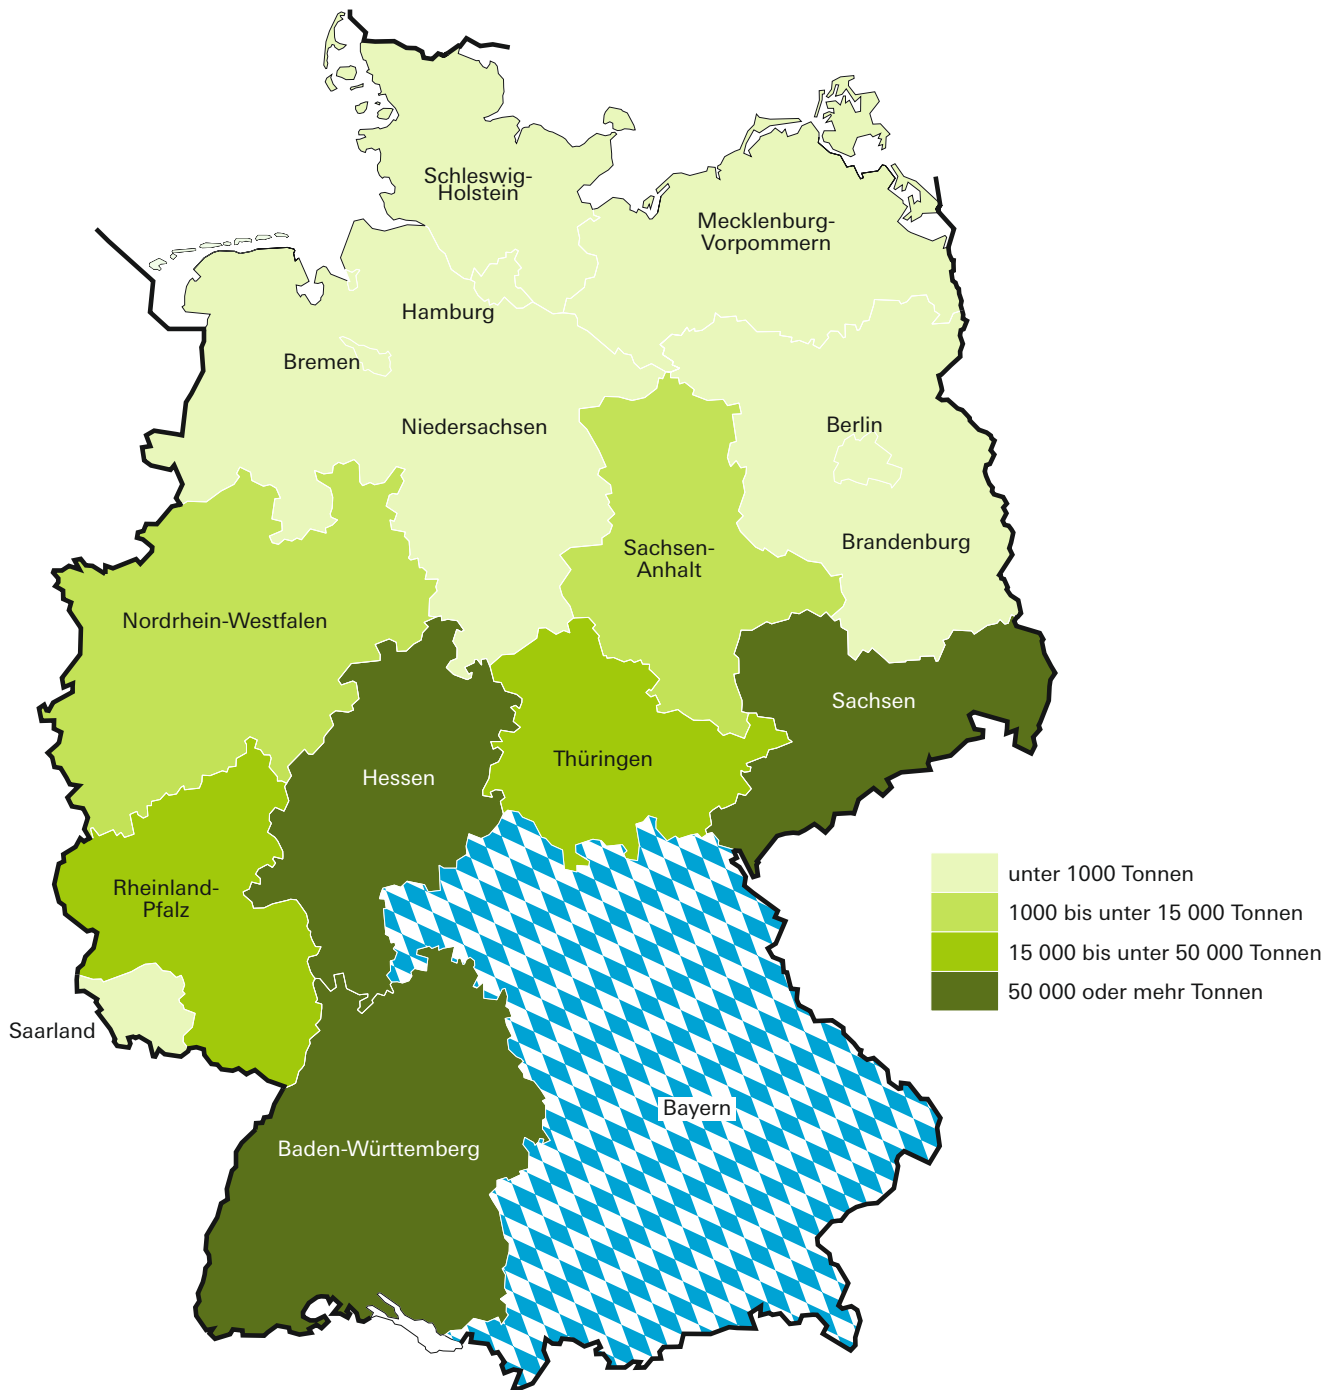 Schleswig-
Holstein
Mecklenburg-
Vorpommern
Hamburg
Bremen
Niedersachsen
Berlin
Brandenburg
Sachsen-
Anhalt
Nordrhein-Westfalen
Sachsen
Thüringen
Hessen
Rheinland-
Pfalz
Saarland
Bayern
Baden-Württemberg
unter 1000 Tonnen
1000 bis unter 15 000 Tonnen
15 000 bis unter 50 000 Tonnen
50 000 oder mehr Tonnen